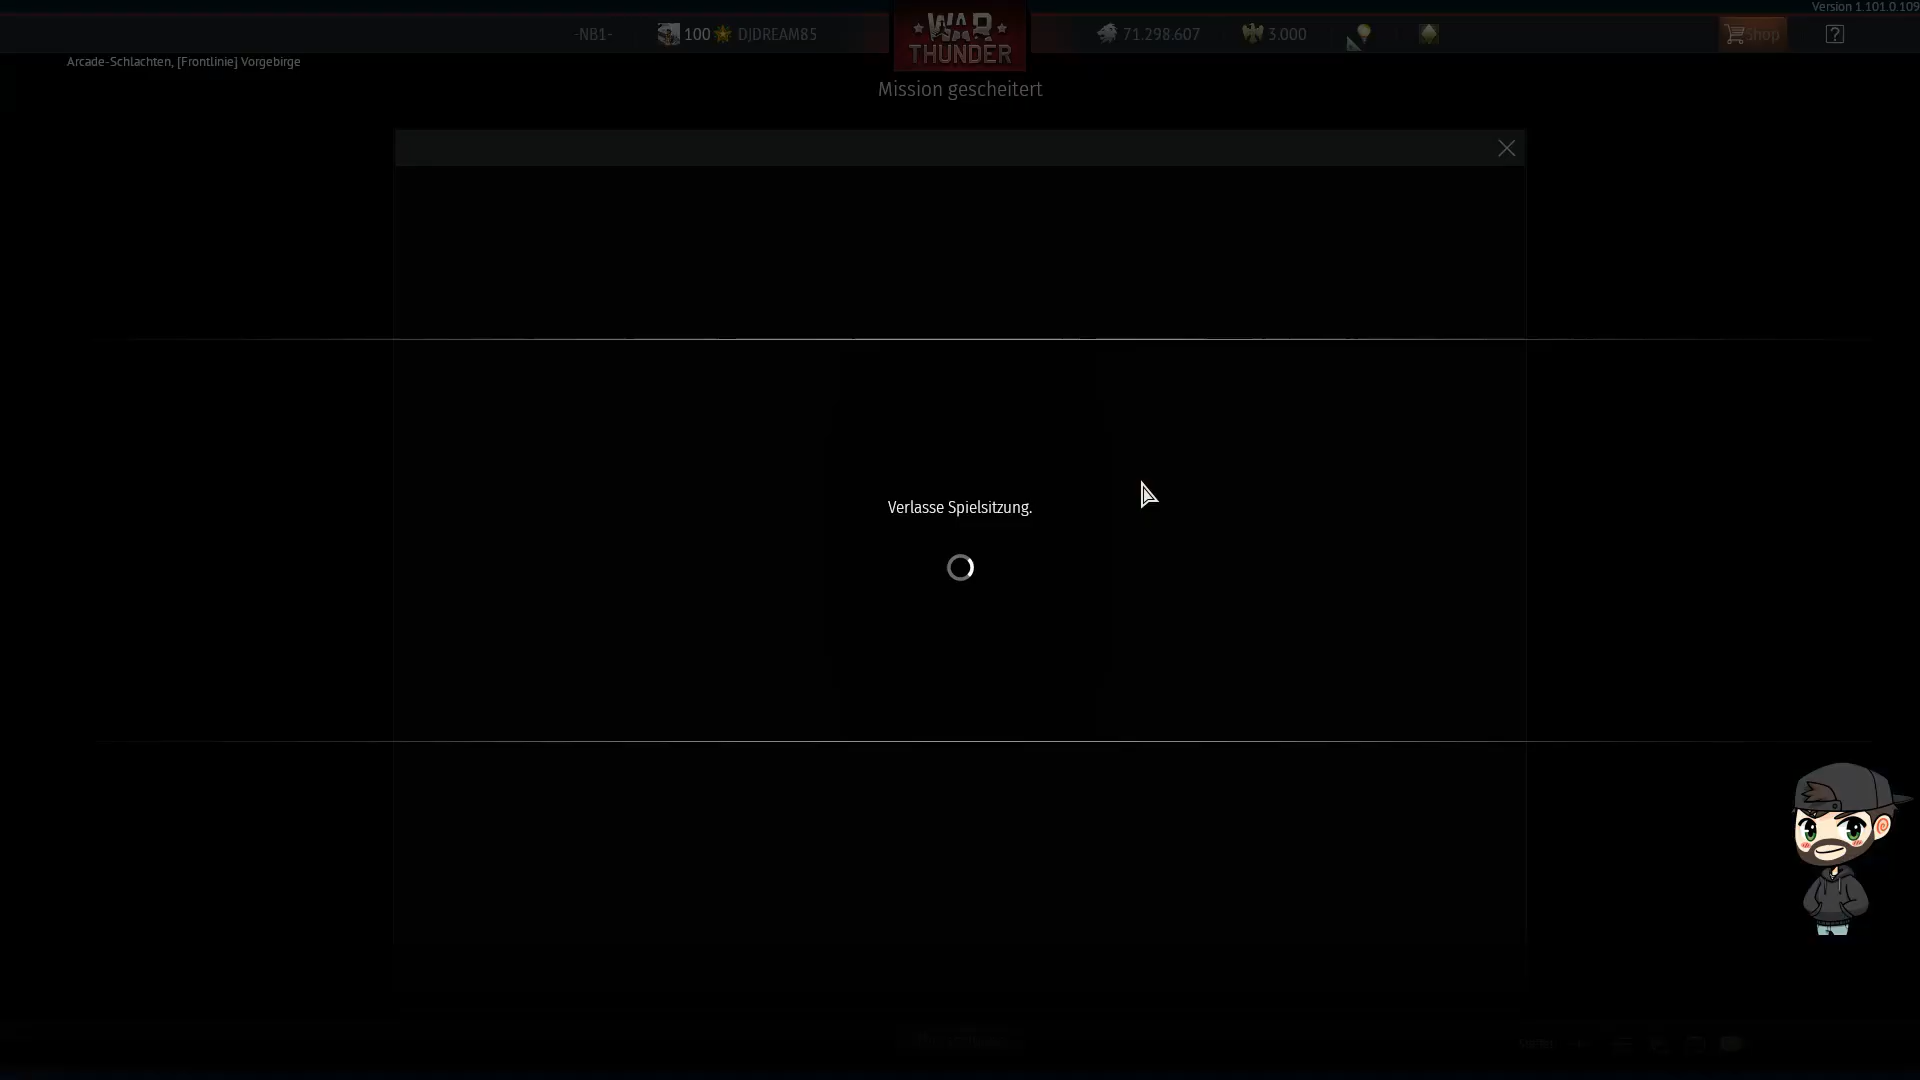 Version 1.101.0.109
-NB1-
100 DJDREAM85
WAR THUNDER
71.298.607
3.000
Shop
?
Arcade-Schlachten, [Frontlinie] Vorgebirge
Mission gescheitert
Verlasse Spielsitzung.